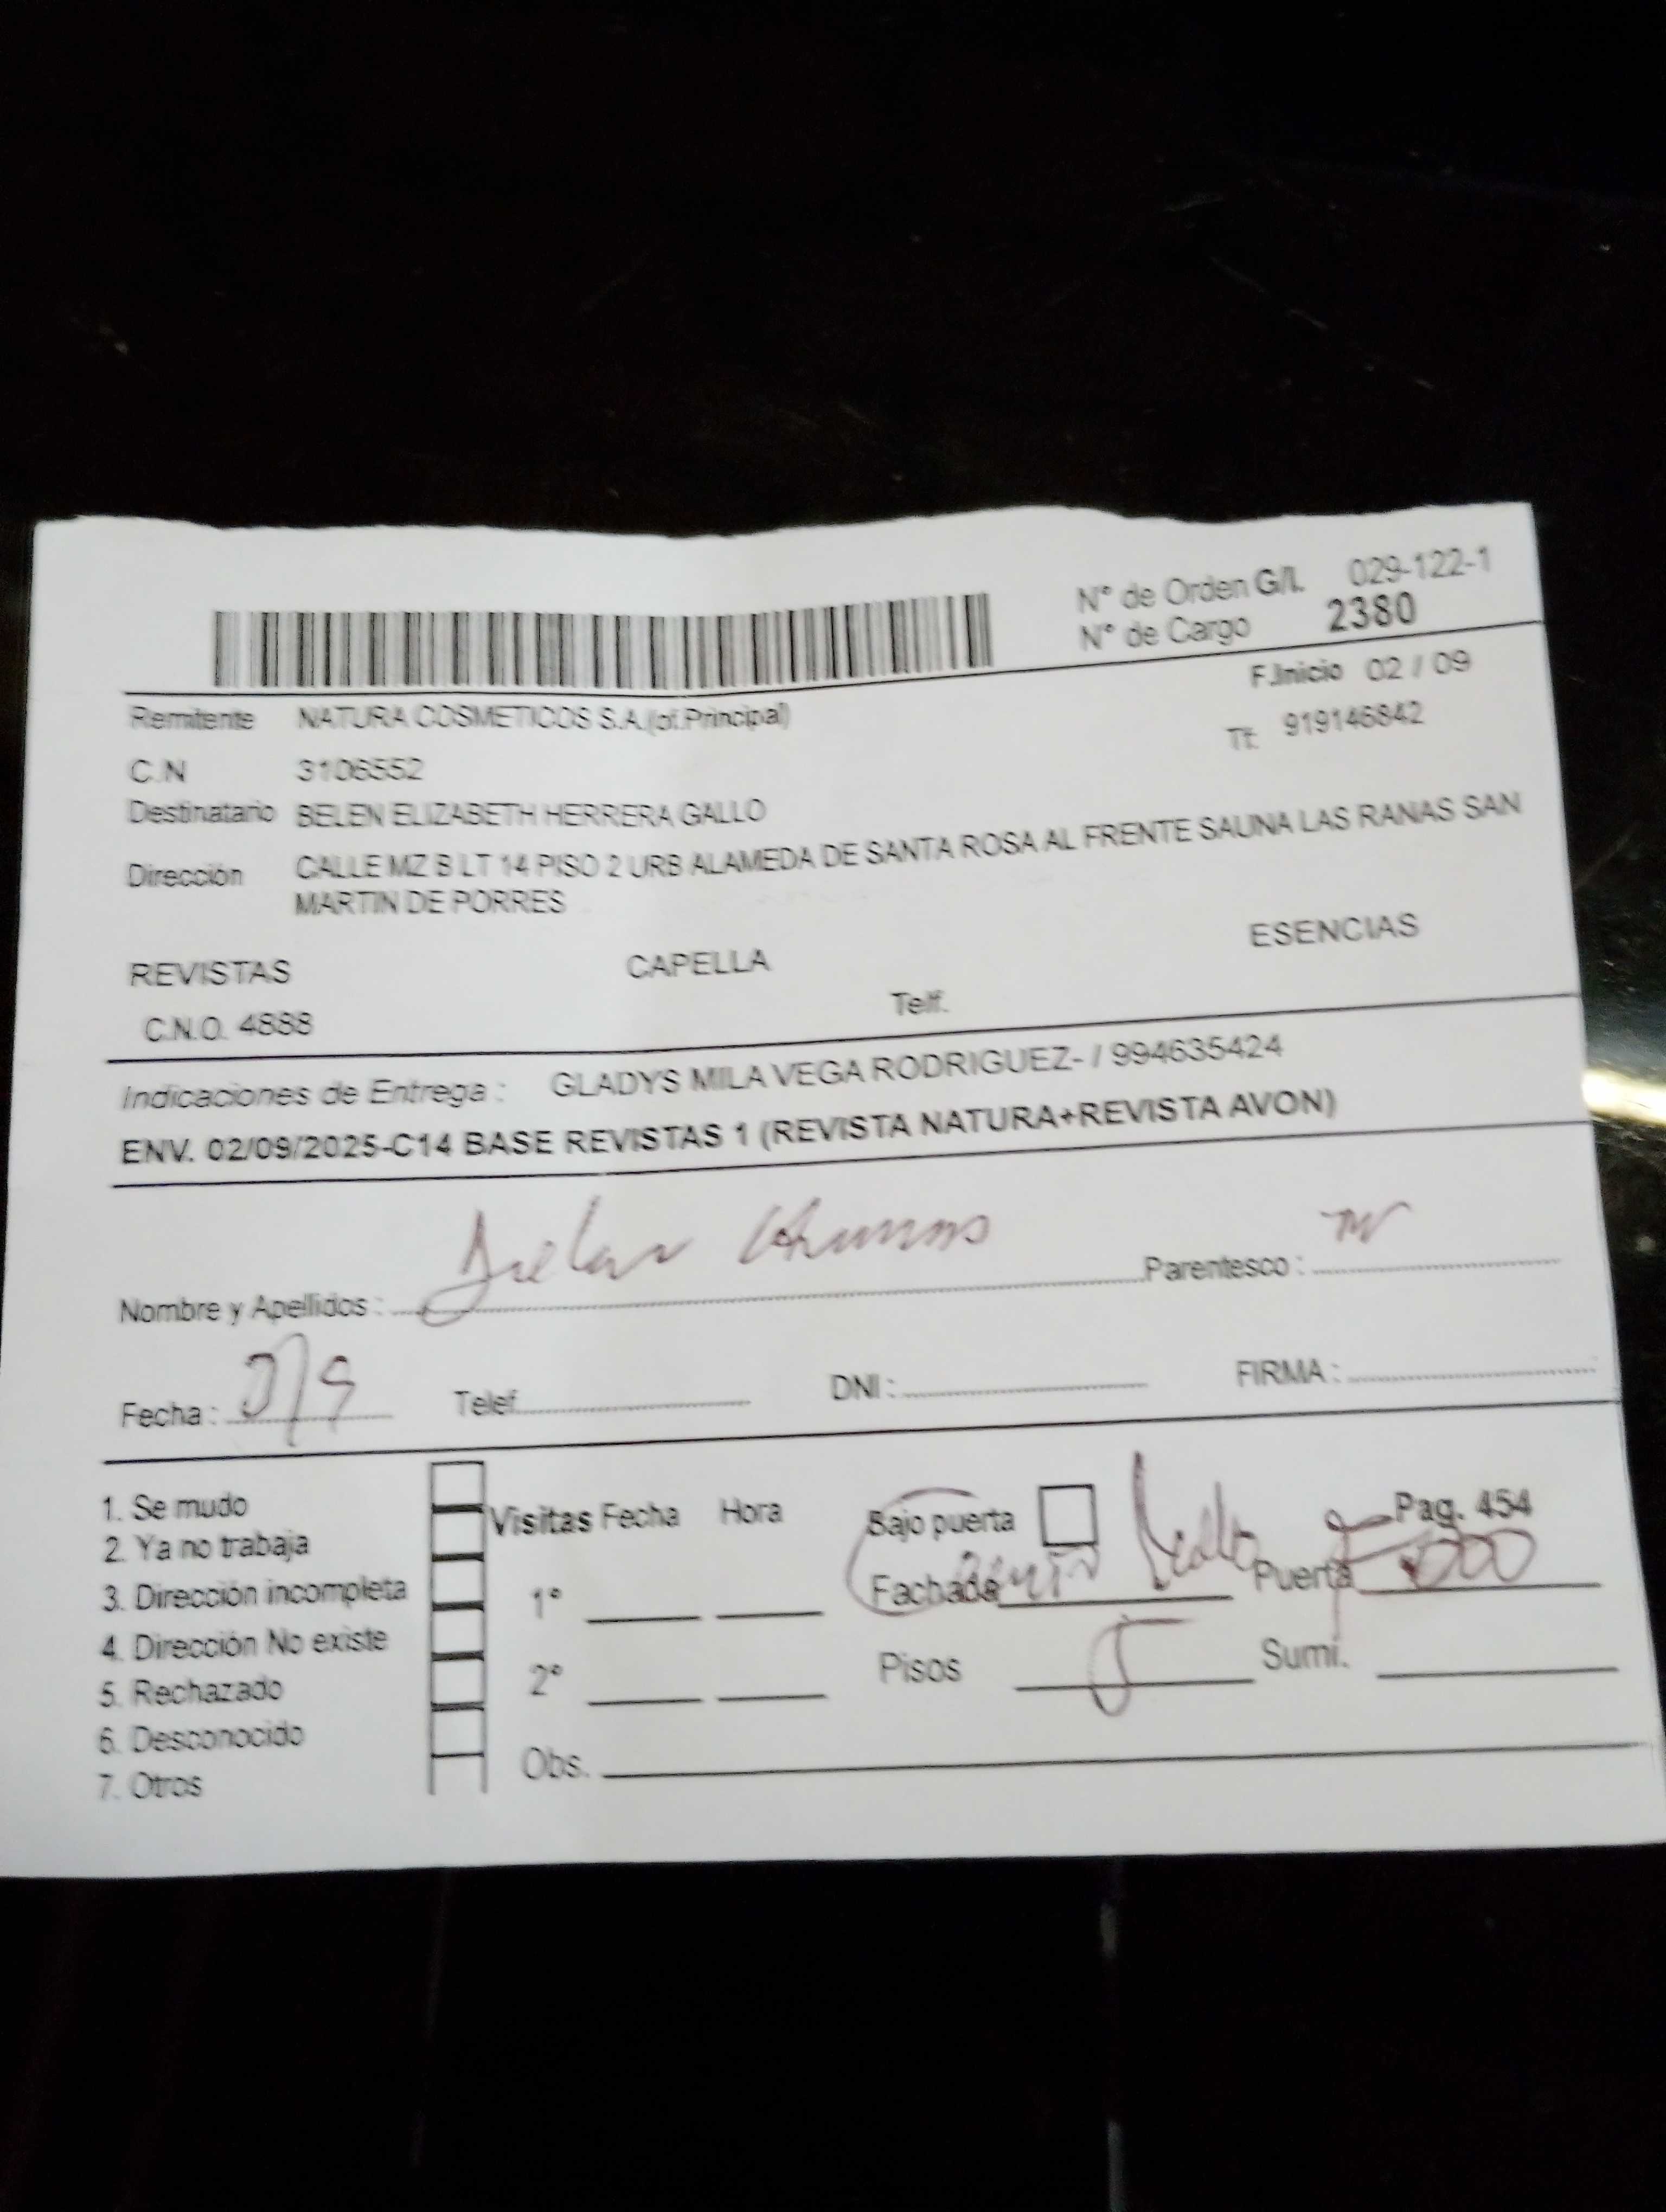 N° de Orden G/L 029-122-1
N° de Cargo 2380
F.Inicio 02 / 09
Remitente NATURA COSMETICOS S.A.(of.Principal)
Tf: 919146842
C.N 3106552
Destinatario BELEN ELIZABETH HERRERA GALLO
Dirección CALLE MZ B LT 14 PISO 2 URB ALAMEDA DE SANTA ROSA AL FRENTE SAUNA LAS RANAS SAN
MARTIN DE PORRES
REVISTAS CAPELLA ESENCIAS
C.N.O. 4888 Telf.
Indicaciones de Entrega : GLADYS MILA VEGA RODRIGUEZ- / 994635424
ENV. 02/09/2025-C14 BASE REVISTAS 1 (REVISTA NATURA+REVISTA AVON)
Nombre y Apellidos : Parentesco :
Fecha : Telef. DNI : FIRMA :
1. Se mudo
2. Ya no trabaja
3. Dirección incompleta
4. Dirección No existe
5. Rechazado
6. Desconocido
7. Otros
Visitas Fecha Hora
1°
2°
Obs.
Bajo puerta Pag. 454
Fachada Puerta
Pisos Sumi.